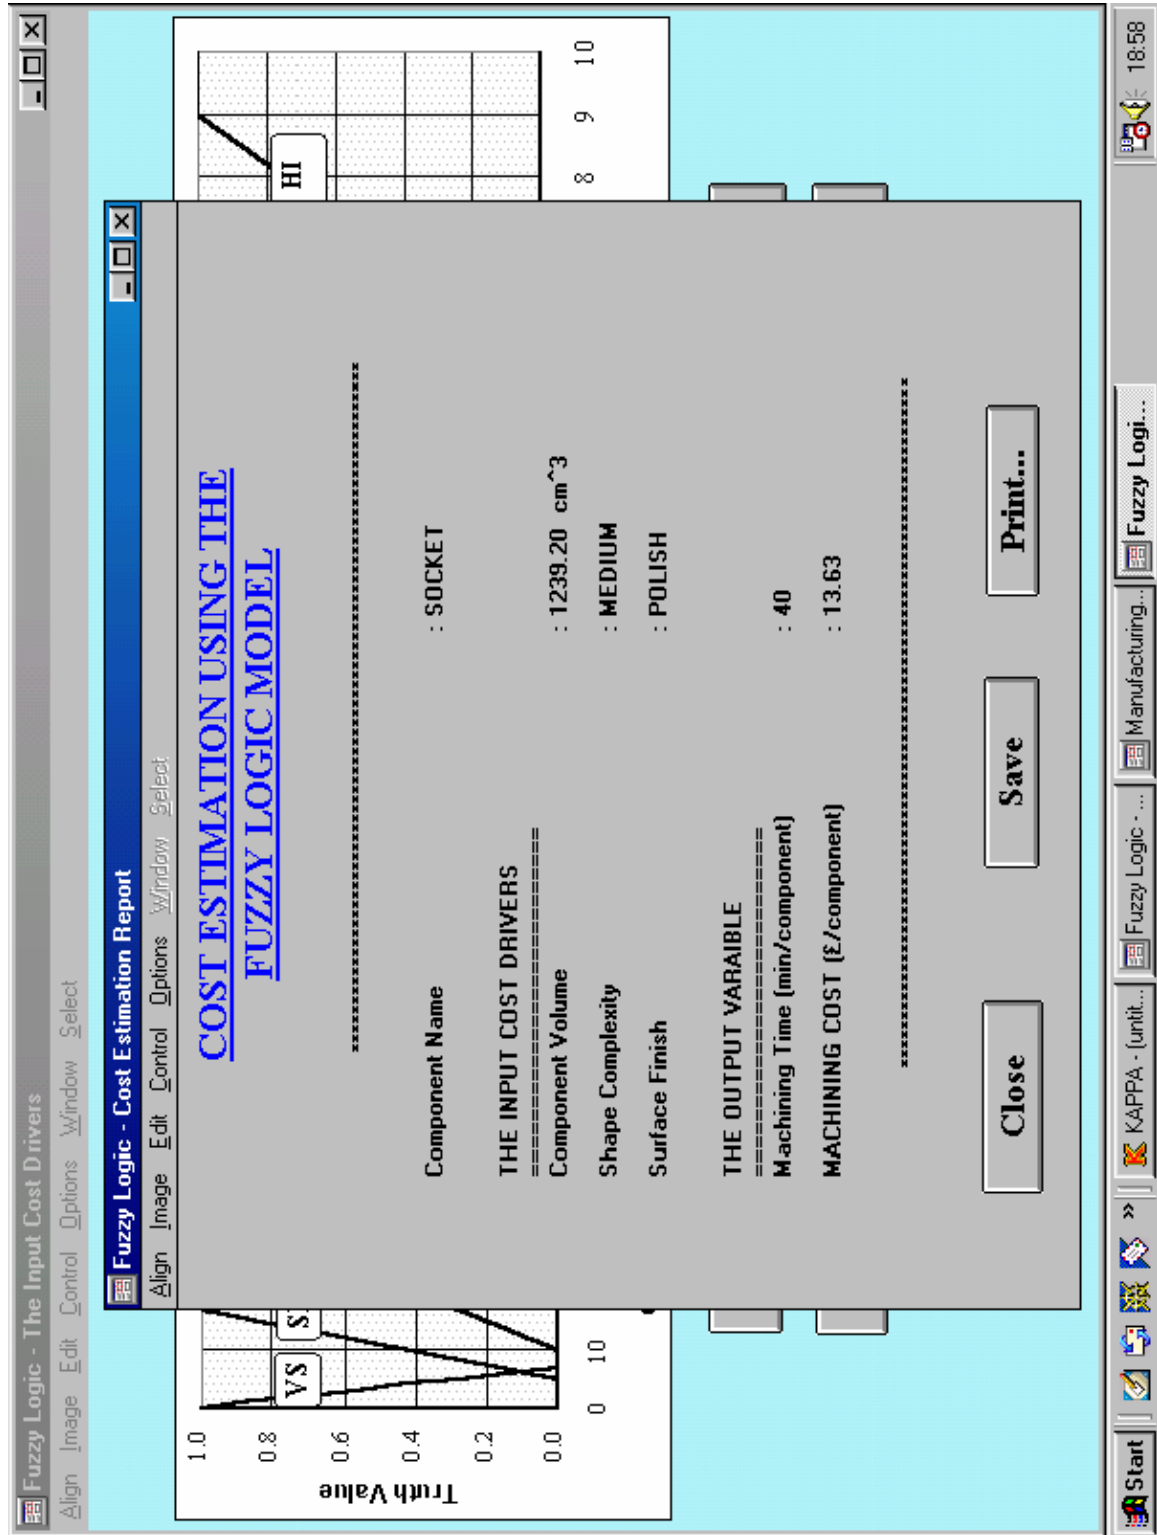 Fuzzy Logic - The Input Cost Drivers
Align Image Edit Control Options Window Select
Truth Value
1.0
0.8
0.6
0.4
0.2
0.0
VS
0
10
HI
8
9
10
Fuzzy Logic - Cost Estimation Report
Align Image Edit Control Options Window Select
COST ESTIMATION USING THE
FUZZY LOGIC MODEL
Component Name : SOCKET
THE INPUT COST DRIVERS
Component Volume : 1239.20 cm^3
Shape Complexity : MEDIUM
Surface Finish : POLISH
THE OUTPUT VARAIBLE
Machining Time (min/component) : 40
MACHINING COST (£/component) : 13.63
Close Save Print...
Start » KAPPA - (untit... Fuzzy Logic - ... Manufacturing... Fuzzy Logi... 18:58